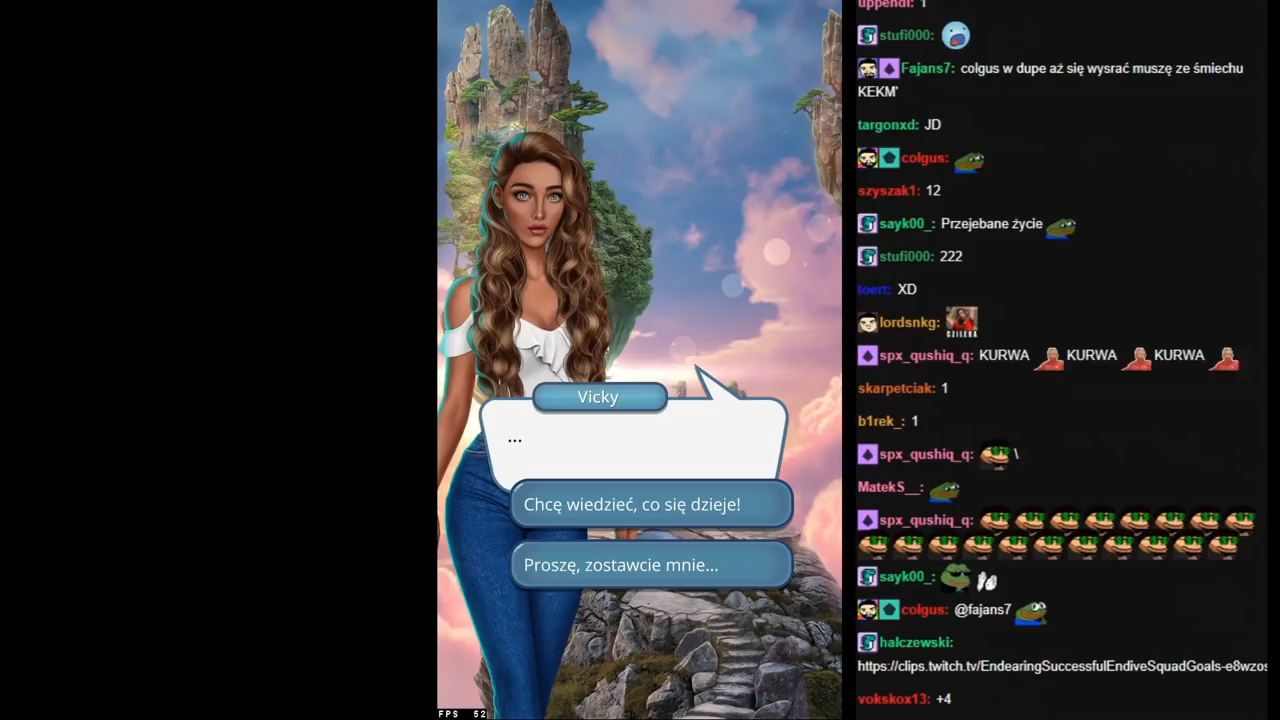 Vicky
...
Chcę wiedzieć, co się dzieje!
Proszę, zostawcie mnie...
FPS 52
uppendi: 1
stufi000:
Fajans7: colgus w dupe aż się wysrać muszę ze śmiechu
KEKM'
targonxd: JD
colgus:
szyszak1: 12
sayk00_: Przejebane życie
stufi000: 222
toert: XD
lordsnkg:
spx_qushiq_q: KURWA KURWA KURWA
skarpetciak: 1
b1rek_: 1
spx_qushiq_q: \
MatekS__:
spx_qushiq_q:
sayk00_:
colgus: @fajans7
halczewski:
https://clips.twitch.tv/EndearingSuccessfulEndiveSquadGoals-e8wzos
vokskox13: +4